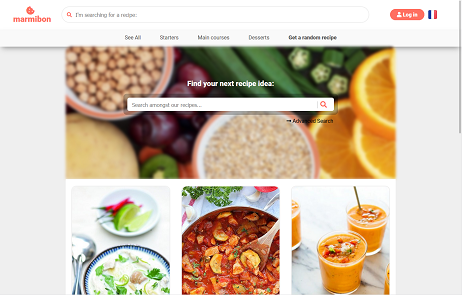 marmibon
I'm searching for a recipe:
Log in
See All
Starters
Main courses
Desserts
Get a random recipe
Find your next recipe idea:
Search amongst our recipes...
Advanced Search